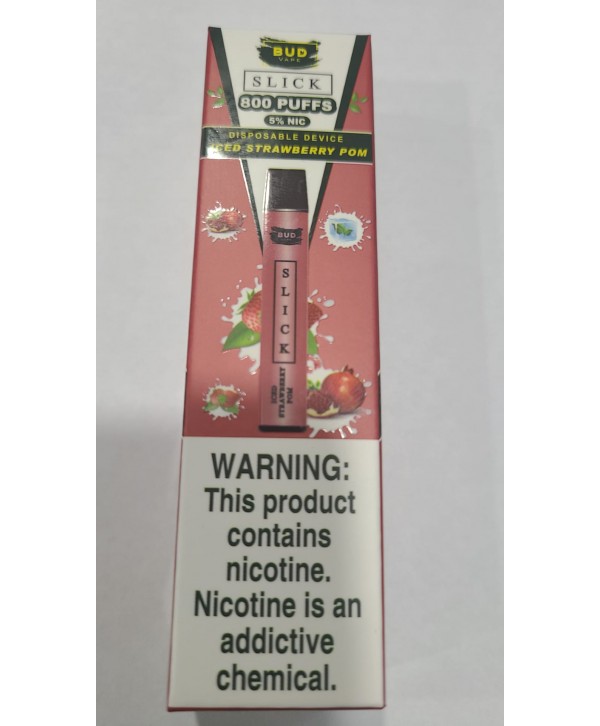 BUD
VAPE
SLICK
800 PUFFS
5% NIC
DISPOSABLE DEVICE
ICED STRAWBERRY POM
BUD
SLICK
ICED
STRAWBERRY
POM
WARNING:
This product
contains
nicotine.
Nicotine is an
addictive
chemical.